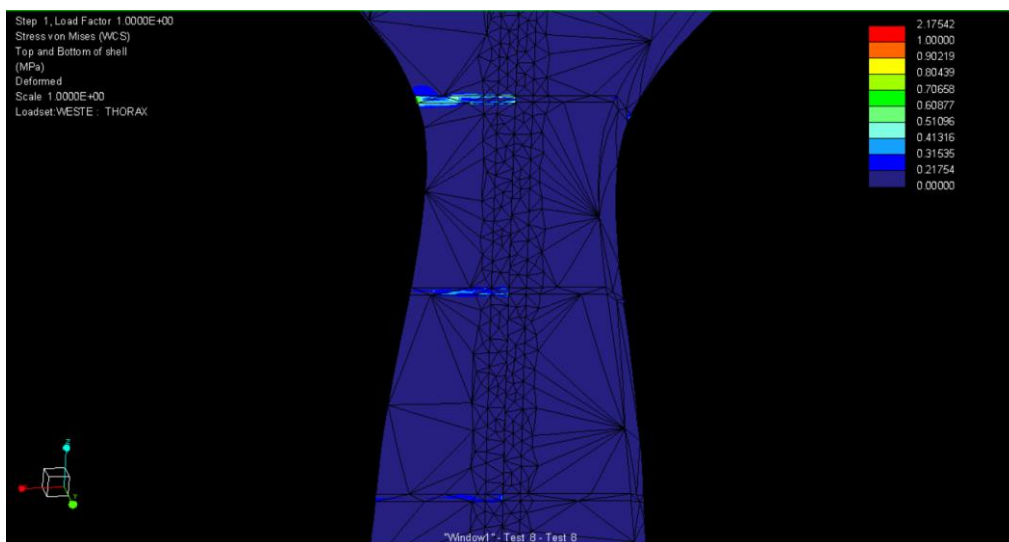 Step 1, Load Factor 1.0000E+00
Stress von Mises (WCS)
Top and Bottom of shell
(MPa)
Deformed
Scale 1.0000E+00
Loadset:WESTE : THORAX
2.17542
1.00000
0.90219
0.80439
0.70658
0.60877
0.51096
0.41316
0.31535
0.21754
0.00000
Z
Y
"Window1" - Test 8 - Test 8